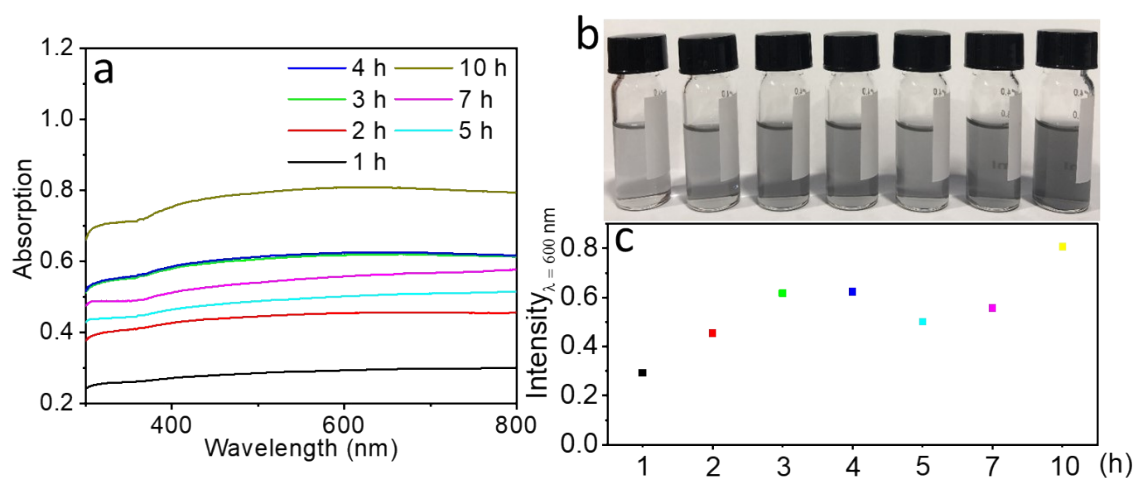 a
4 h 10 h
3 h 7 h
2 h 5 h
1 h
1.2
1.0
0.8
0.6
0.4
0.2
Absorption
400 600 800
Wavelength (nm)
b
c
0.8
0.6
0.4
0.2
0.0
Intensity λ = 600 nm
1 2 3 4 5 7 10 (h)